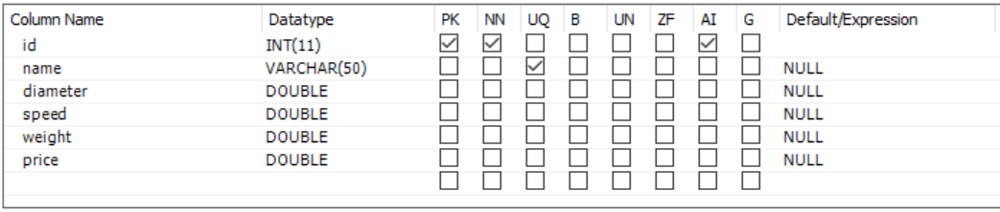 Column Name Datatype PK NN UQ B UN ZF AI G Default/Expression
id INT(11)
name VARCHAR(50) NULL
diameter DOUBLE NULL
speed DOUBLE NULL
weight DOUBLE NULL
price DOUBLE NULL